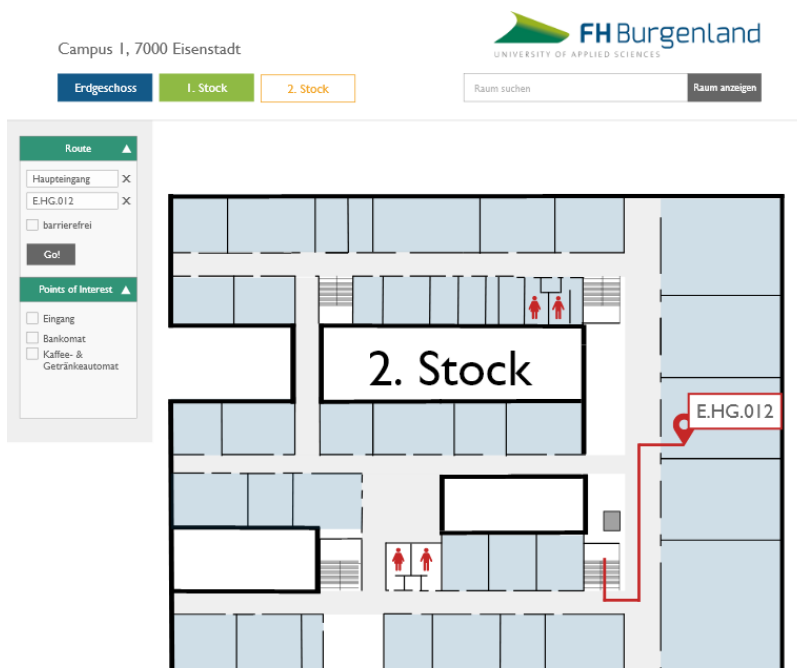 FH Burgenland
UNIVERSITY OF APPLIED SCIENCES
Campus 1, 7000 Eisenstadt
Erdgeschoss
1. Stock
2. Stock
Raum suchen
Raum anzeigen
Route
Haupteingang X
E.HG.012 X
barrierefrei
Go!
Points of Interest
Eingang
Bankomat
Kaffee- &
Getränkeautomat
2. Stock
E.HG.012